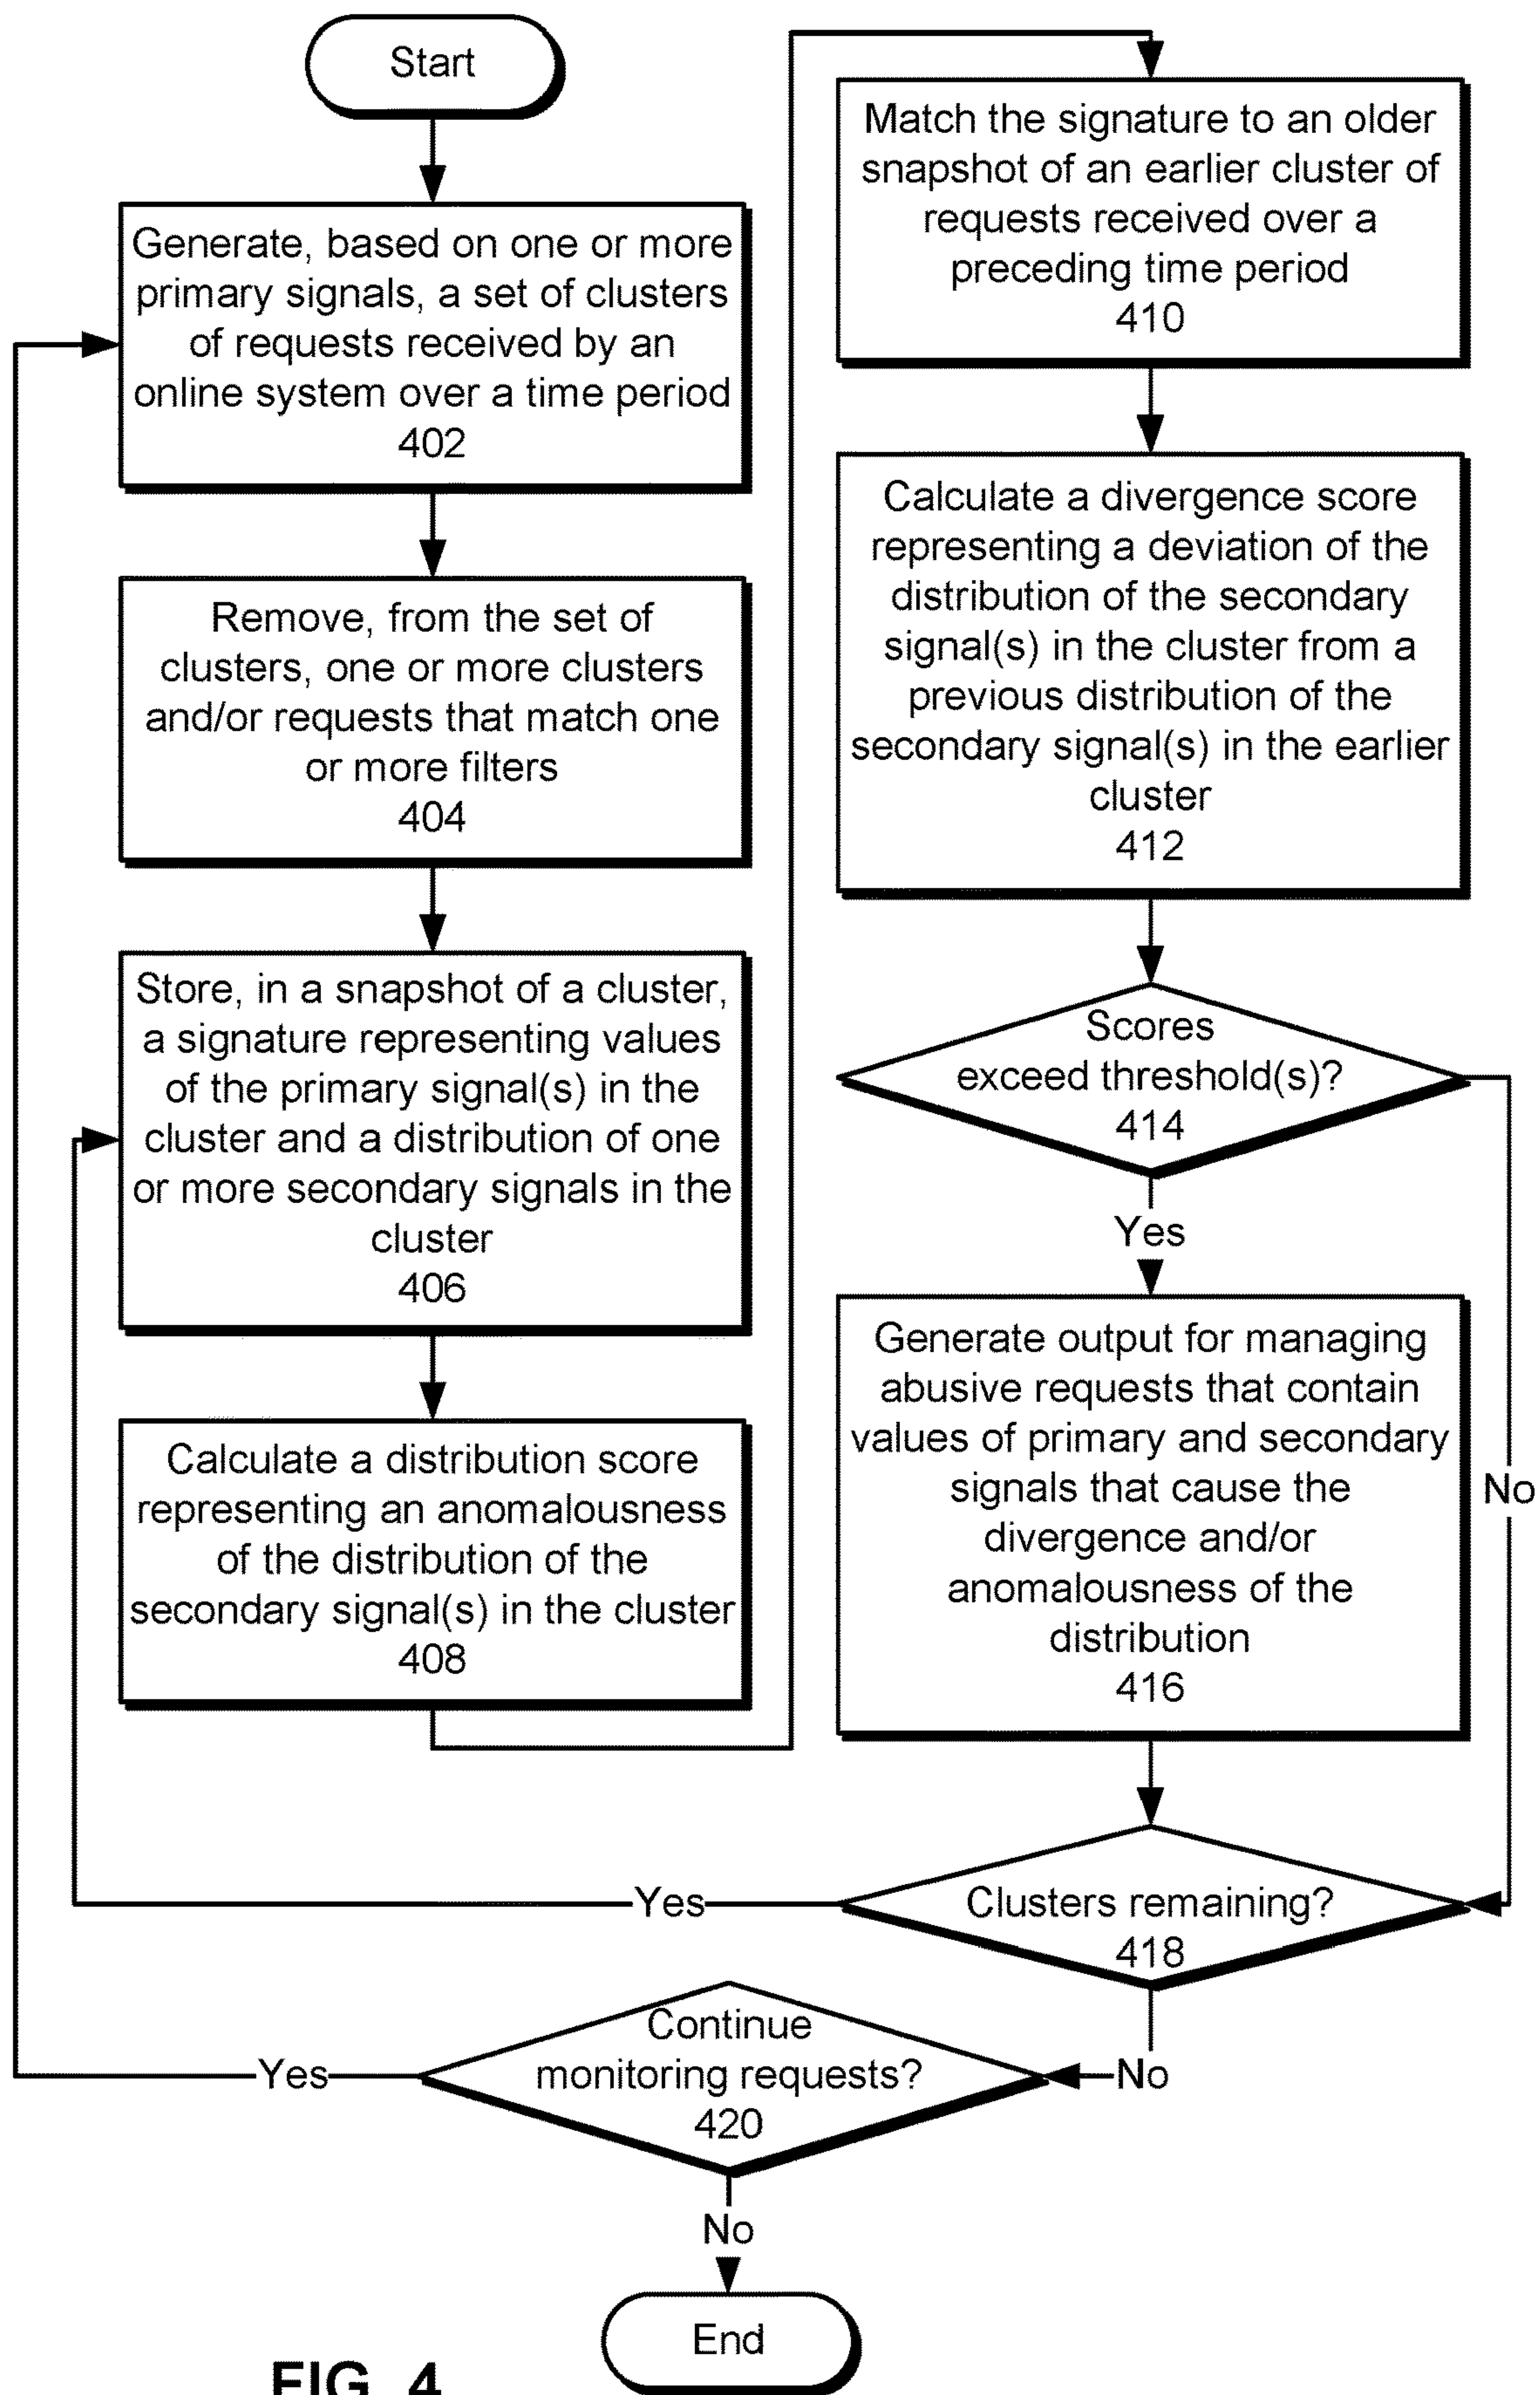 Start
Generate, based on one or more
primary signals, a set of clusters
of requests received by an
online system over a time period
402
Remove, from the set of
clusters, one or more clusters
and/or requests that match one
or more filters
404
Store, in a snapshot of a cluster,
a signature representing values
of the primary signal(s) in the
cluster and a distribution of one
or more secondary signals in the
cluster
406
Calculate a distribution score
representing an anomalousness
of the distribution of the
secondary signal(s) in the cluster
408
Match the signature to an older
snapshot of an earlier cluster of
requests received over a
preceding time period
410
Calculate a divergence score
representing a deviation of the
distribution of the secondary
signal(s) in the cluster from a
previous distribution of the
secondary signal(s) in the earlier
cluster
412
Scores
exceed threshold(s)?
414
Yes
No
Generate output for managing
abusive requests that contain
values of primary and secondary
signals that cause the
divergence and/or
anomalousness of the
distribution
416
Clusters remaining?
418
Yes
No
Continue
monitoring requests?
420
Yes
No
End
FIG. 4